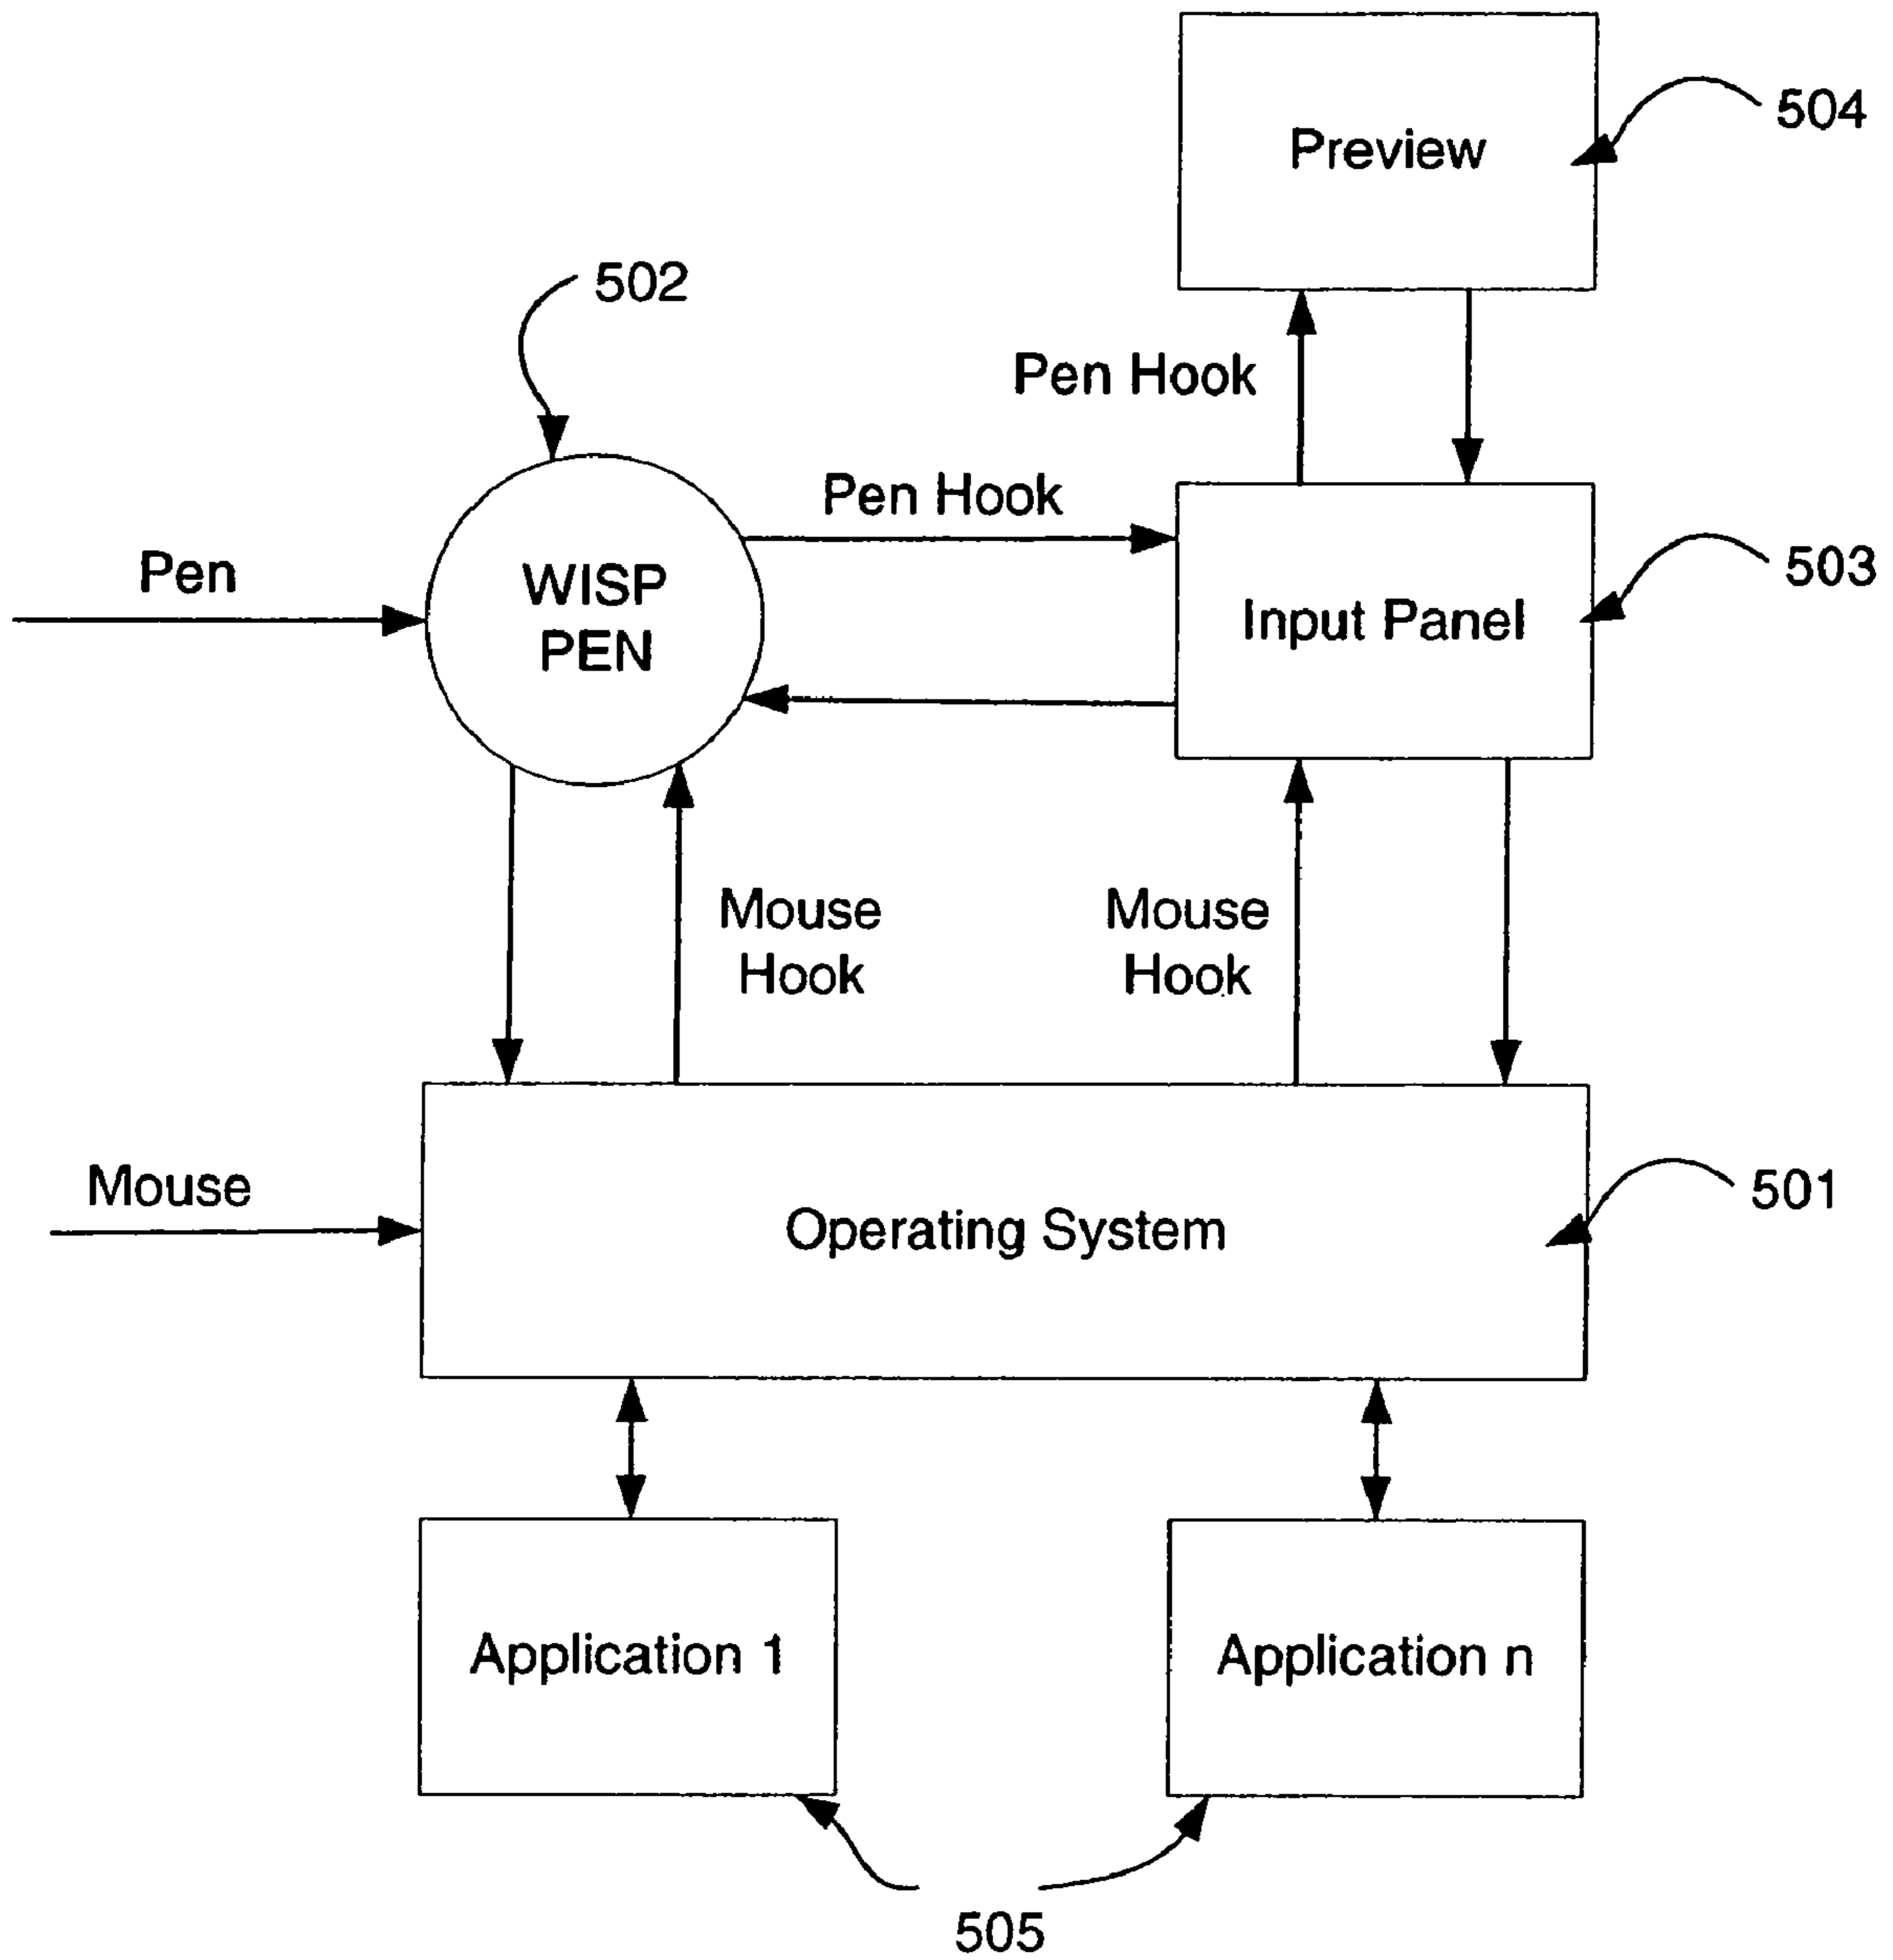 Preview
504
502
Pen Hook
Pen Hook
Pen
WISP
PEN
Input Panel
503
Mouse
Hook
Mouse
Hook
Mouse
Operating System
501
Application 1
Application n
505